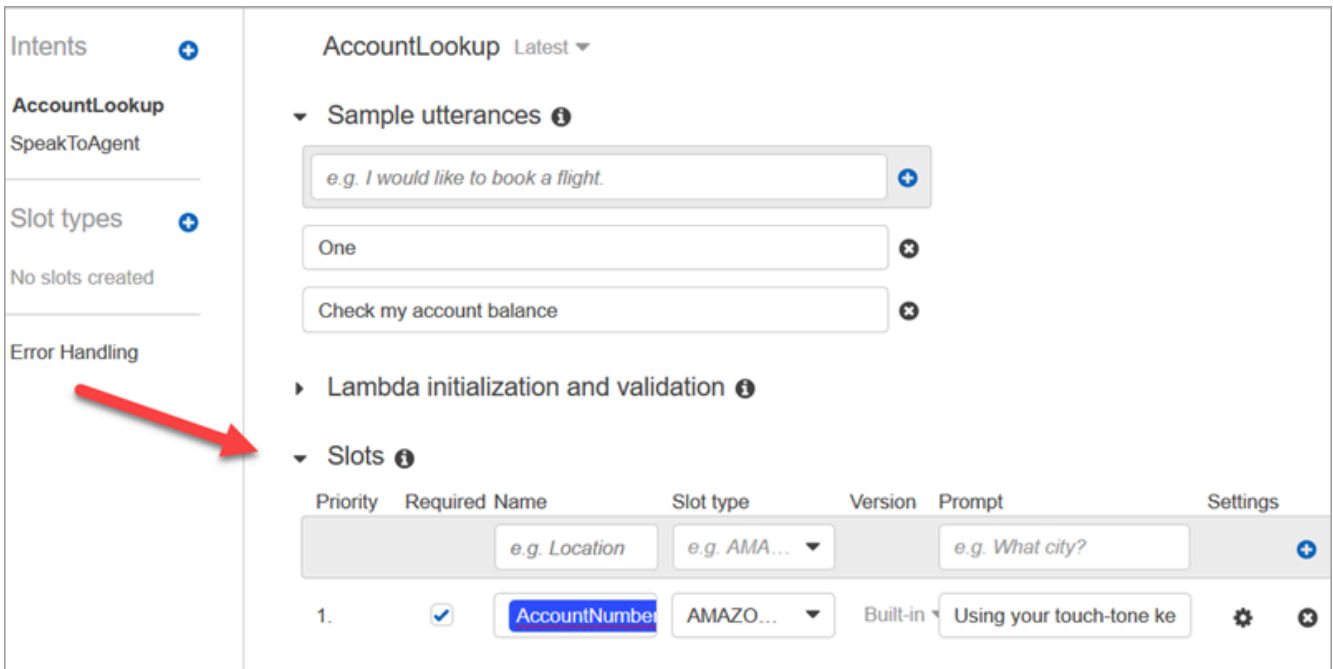 Intents
AccountLookup
SpeakToAgent
Slot types
No slots created
Error Handling
AccountLookup Latest
Sample utterances
e.g. I would like to book a flight.
One
Check my account balance
Lambda initialization and validation
Slots
Priority Required Name Slot type Version Prompt Settings
e.g. Location e.g. AMA... e.g. What city?
1. AccountNumber AMAZO... Built-in Using your touch-tone ke